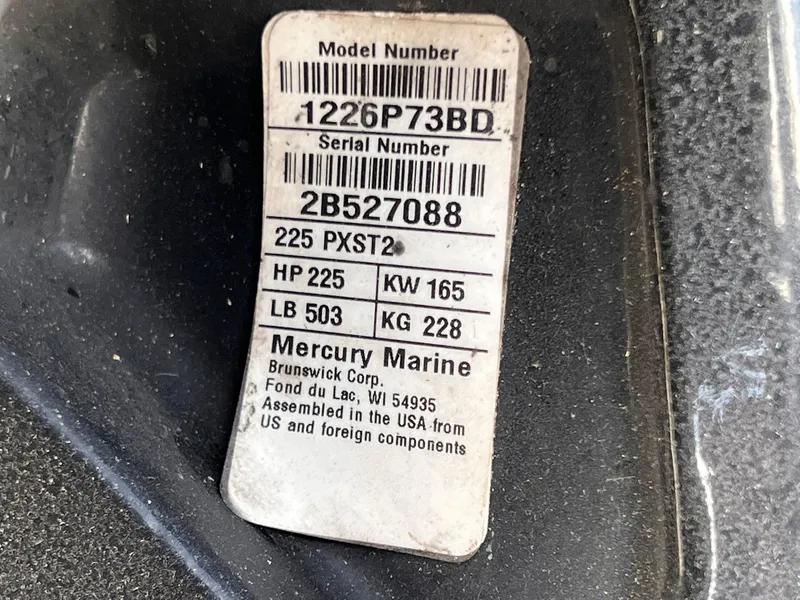 Model Number
1226P73BD
Serial Number
2B527088
225 PXST2
HP 225 KW 165
LB 503 KG 228
Mercury Marine
Brunswick Corp.
Fond du Lac, WI 54935
Assembled in the USA from
US and foreign components